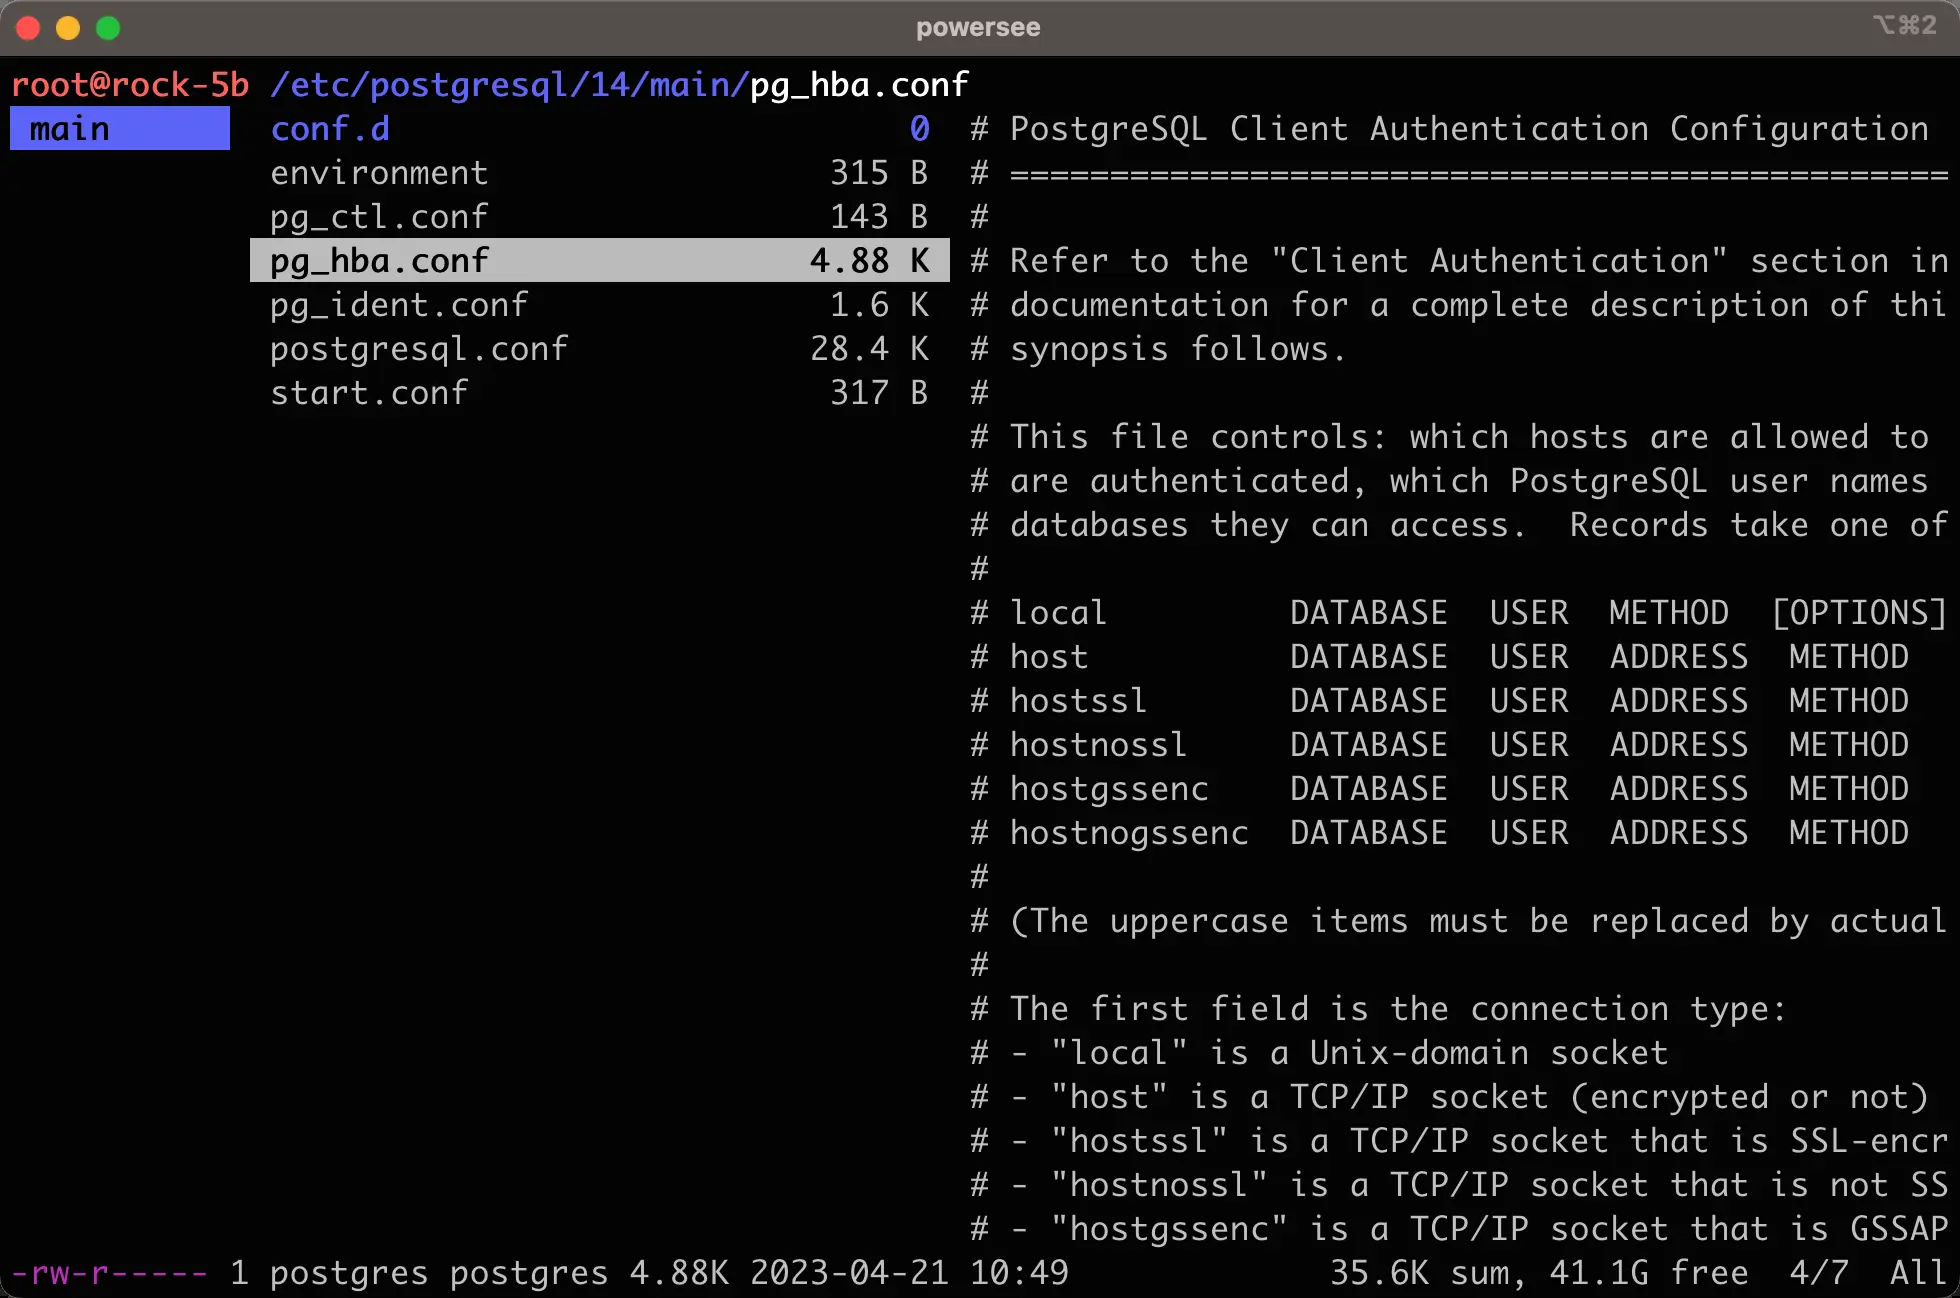 powersee ⌥⌘2
root@rock-5b /etc/postgresql/14/main/pg_hba.conf
main conf.d 0 # PostgreSQL Client Authentication Configuration
environment 315 B # ===============================================
pg_ctl.conf 143 B #
pg_hba.conf 4.88 K # Refer to the "Client Authentication" section in
pg_ident.conf 1.6 K # documentation for a complete description of thi
postgresql.conf 28.4 K # synopsis follows.
start.conf 317 B #
# This file controls: which hosts are allowed to
# are authenticated, which PostgreSQL user names
# databases they can access.  Records take one of
#
# local         DATABASE  USER  METHOD  [OPTIONS]
# host          DATABASE  USER  ADDRESS  METHOD
# hostssl       DATABASE  USER  ADDRESS  METHOD
# hostnossl     DATABASE  USER  ADDRESS  METHOD
# hostgssenc    DATABASE  USER  ADDRESS  METHOD
# hostnogssenc  DATABASE  USER  ADDRESS  METHOD
#
# (The uppercase items must be replaced by actual
#
# The first field is the connection type:
# - "local" is a Unix-domain socket
# - "host" is a TCP/IP socket (encrypted or not)
# - "hostssl" is a TCP/IP socket that is SSL-encr
# - "hostnossl" is a TCP/IP socket that is not SS
# - "hostgssenc" is a TCP/IP socket that is GSSAP
-rw-r----- 1 postgres postgres 4.88K 2023-04-21 10:49 35.6K sum, 41.1G free  4/7  All